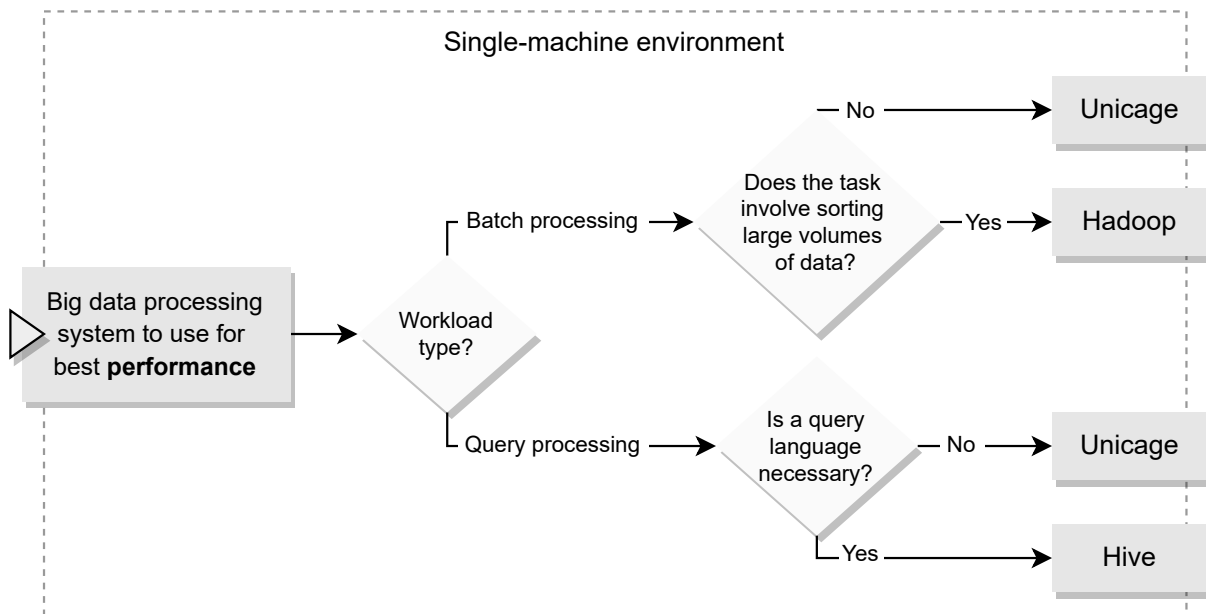 Single-machine environment
No
Unicage
Does the task
involve sorting
large volumes
of data?
Batch processing
Yes
Hadoop
Big data processing
system to use for
best performance
Workload
type?
Query processing
Is a query
language
necessary?
No
Unicage
Yes
Hive